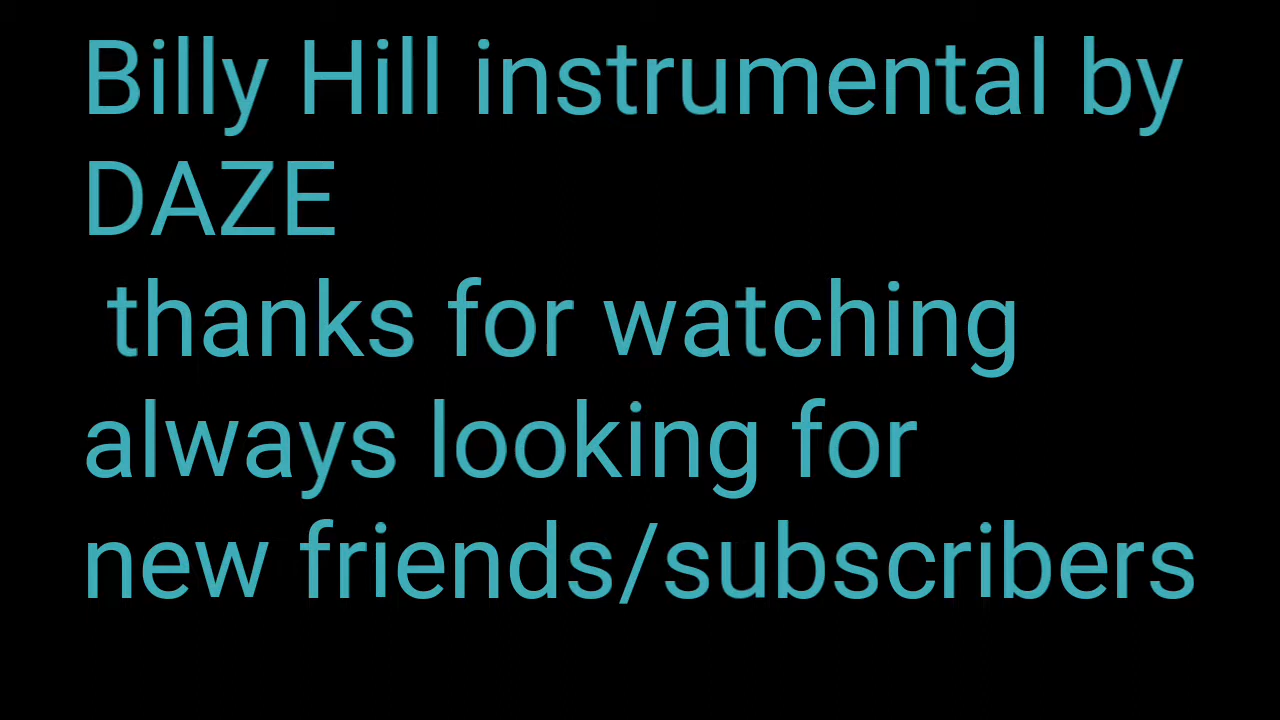 Billy Hill instrumental by
DAZE
thanks for watching
always looking for
new friends/subscribers